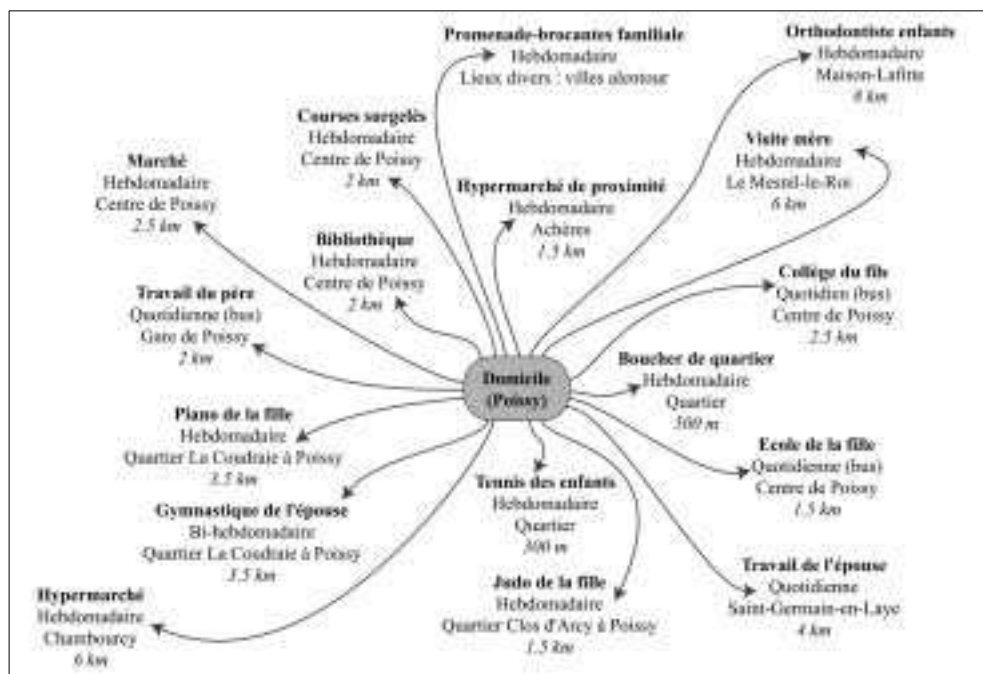 Promenade-brocantes familiale
Hebdomadaire
Lieux divers : villes alentour
Orthodontiste enfants
Hebdomadaire
Maison-Lafitte
8 km
Courses surgelés
Hebdomadaire
Centre de Poissy
2 km
Visite mère
Hebdomadaire
Le Mesnil-le-Roi
6 km
Marché
Hebdomadaire
Centre de Poissy
2.5 km
Hypermarché de proximité
Hebdomadaire
Achères
1.5 km
Bibliothèque
Hebdomadaire
Centre de Poissy
2 km
Collège du fils
Quotidien (bus)
Centre de Poissy
2.5 km
Travail du père
Quotidienne (bus)
Gare de Poissy
2 km
Domicile
(Poissy)
Boucher de quartier
Hebdomadaire
Quartier
500 m
Piano de la fille
Hebdomadaire
Quartier La Coudraie à Poissy
3.5 km
Ecole de la fille
Quotidienne (bus)
Centre de Poissy
1.5 km
Tennis des enfants
Hebdomadaire
Quartier
300 m
Gymnastique de l'épouse
Bi-hebdomadaire
Quartier La Coudraie à Poissy
3.5 km
Travail de l'épouse
Quotidienne
Saint-Germain-en-Laye
4 km
Judo de la fille
Hebdomadaire
Quartier Clos d'Arcy à Poissy
1.5 km
Hypermarché
Hebdomadaire
Chambourcy
6 km